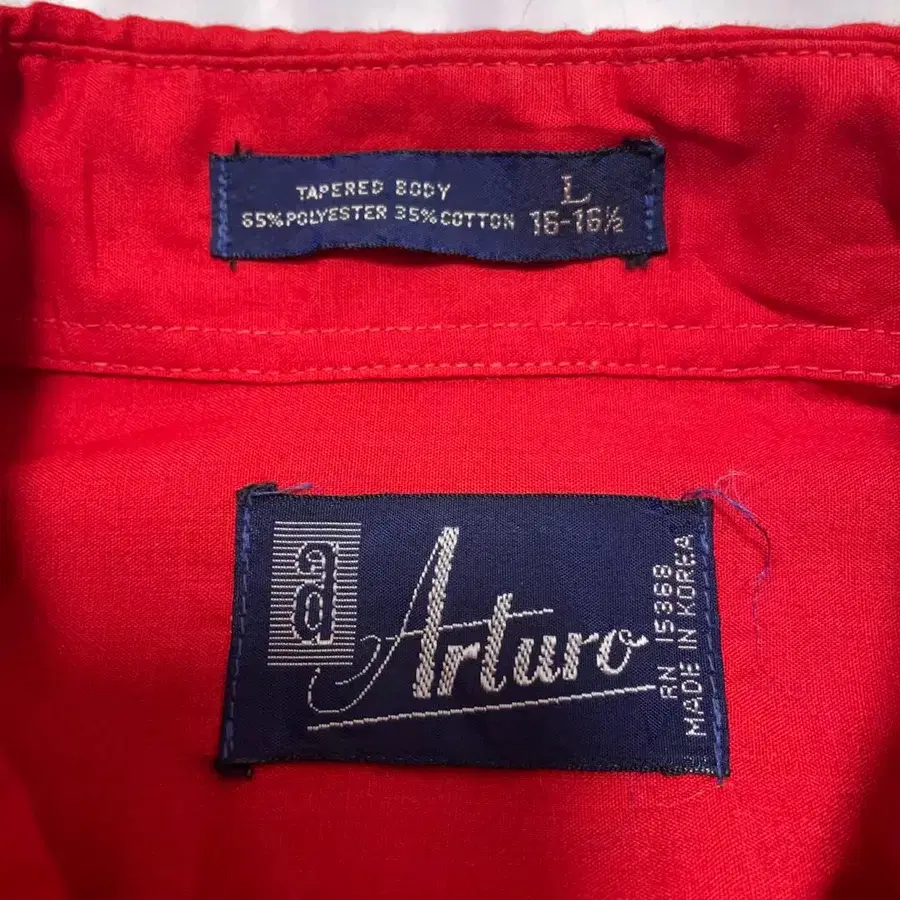 TAPERED BODY
65% POLYESTER 35% COTTON
L
16-16½
a
Arturo
RN 15368
MADE IN KOREA